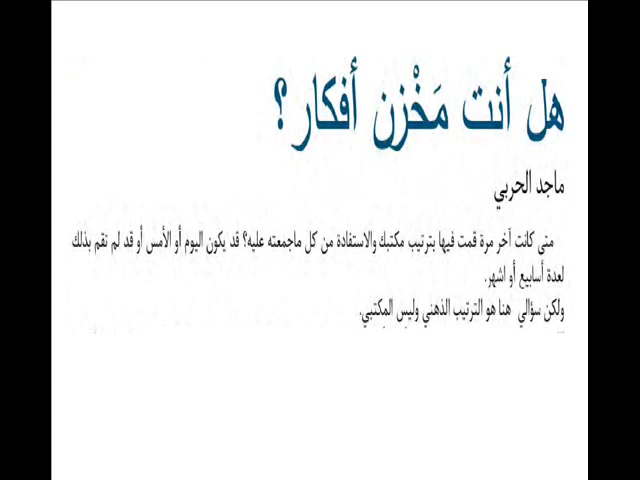 هل أنت مَخْزن أفكار ؟
ماجد الحربي
متى كانت آخر مرة قمت فيها بترتيب مكتبك والاستفادة من كل ماجمعته عليه؟ قد يكون اليوم أو الأمس أو قد لم تقم بذلك
لعدة أسابيع أو اشهر.
ولكن سؤالي هنا هو الترتيب الذهني وليس المكتبي.